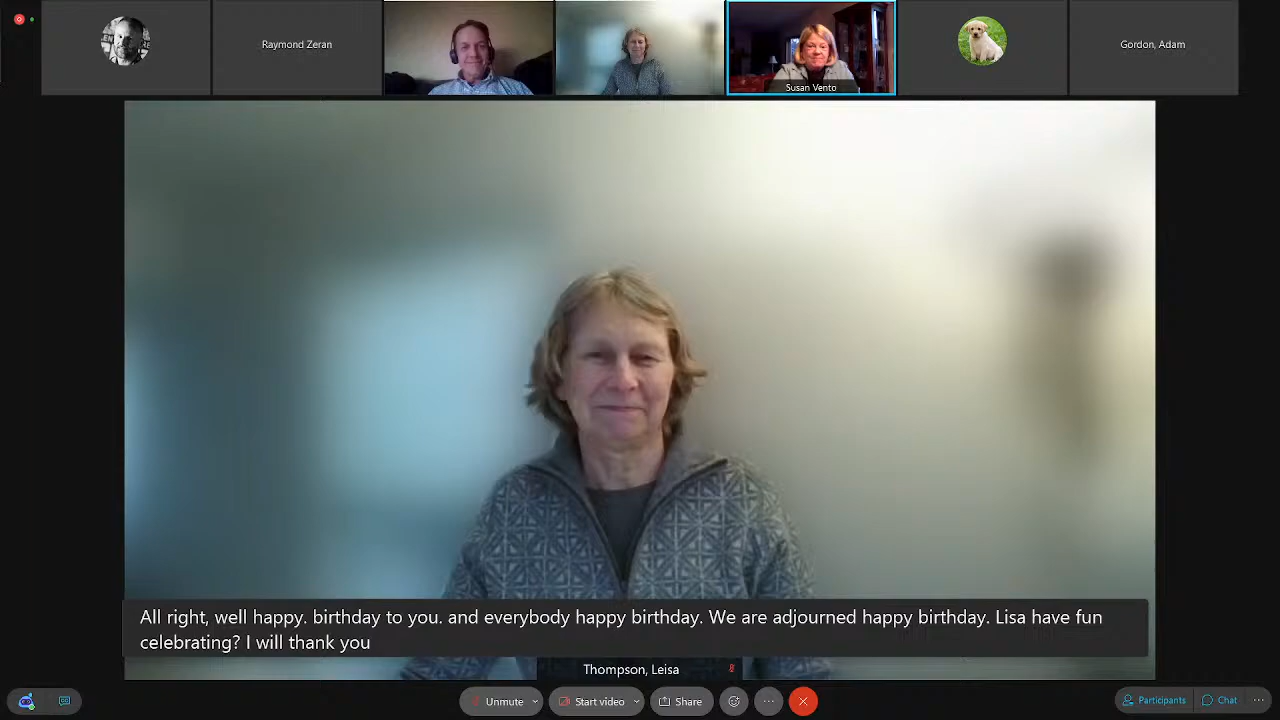 Raymond Zeran
Susan Vento
Gordon, Adam
All right, well happy. birthday to you. and everybody happy birthday. We are adjourned happy birthday. Lisa have fun
celebrating? I will thank you
Thompson, Leisa
Unmute
Start video
Share
Participants
Chat